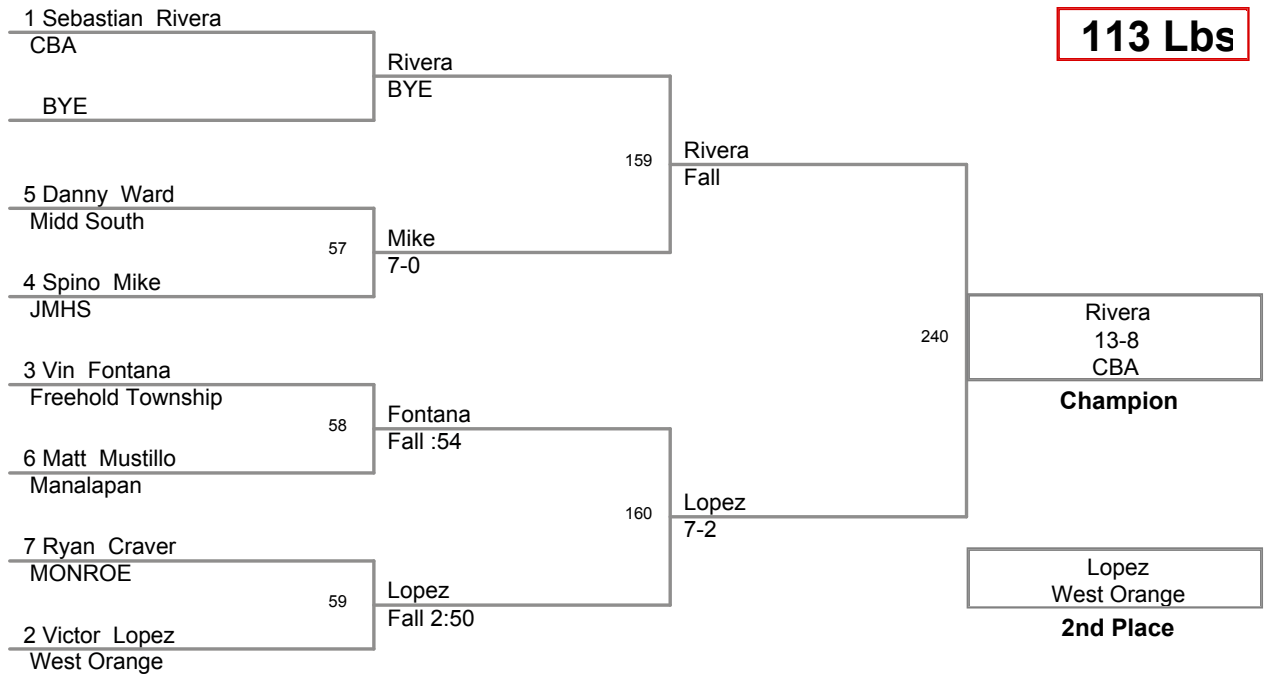 113 Lbs
1 Sebastian Rivera
CBA
BYE
5 Danny Ward
Midd South
57
4 Spino Mike
JMHS
3 Vin Fontana
Freehold Township
58
6 Matt Mustillo
Manalapan
7 Ryan Craver
MONROE
59
2 Victor Lopez
West Orange
Rivera
BYE
159
Mike
7-0
Fontana
Fall :54
160
Lopez
Fall 2:50
Rivera
Fall
240
Lopez
7-2
Rivera
13-8
CBA
Champion
Lopez
West Orange
2nd Place